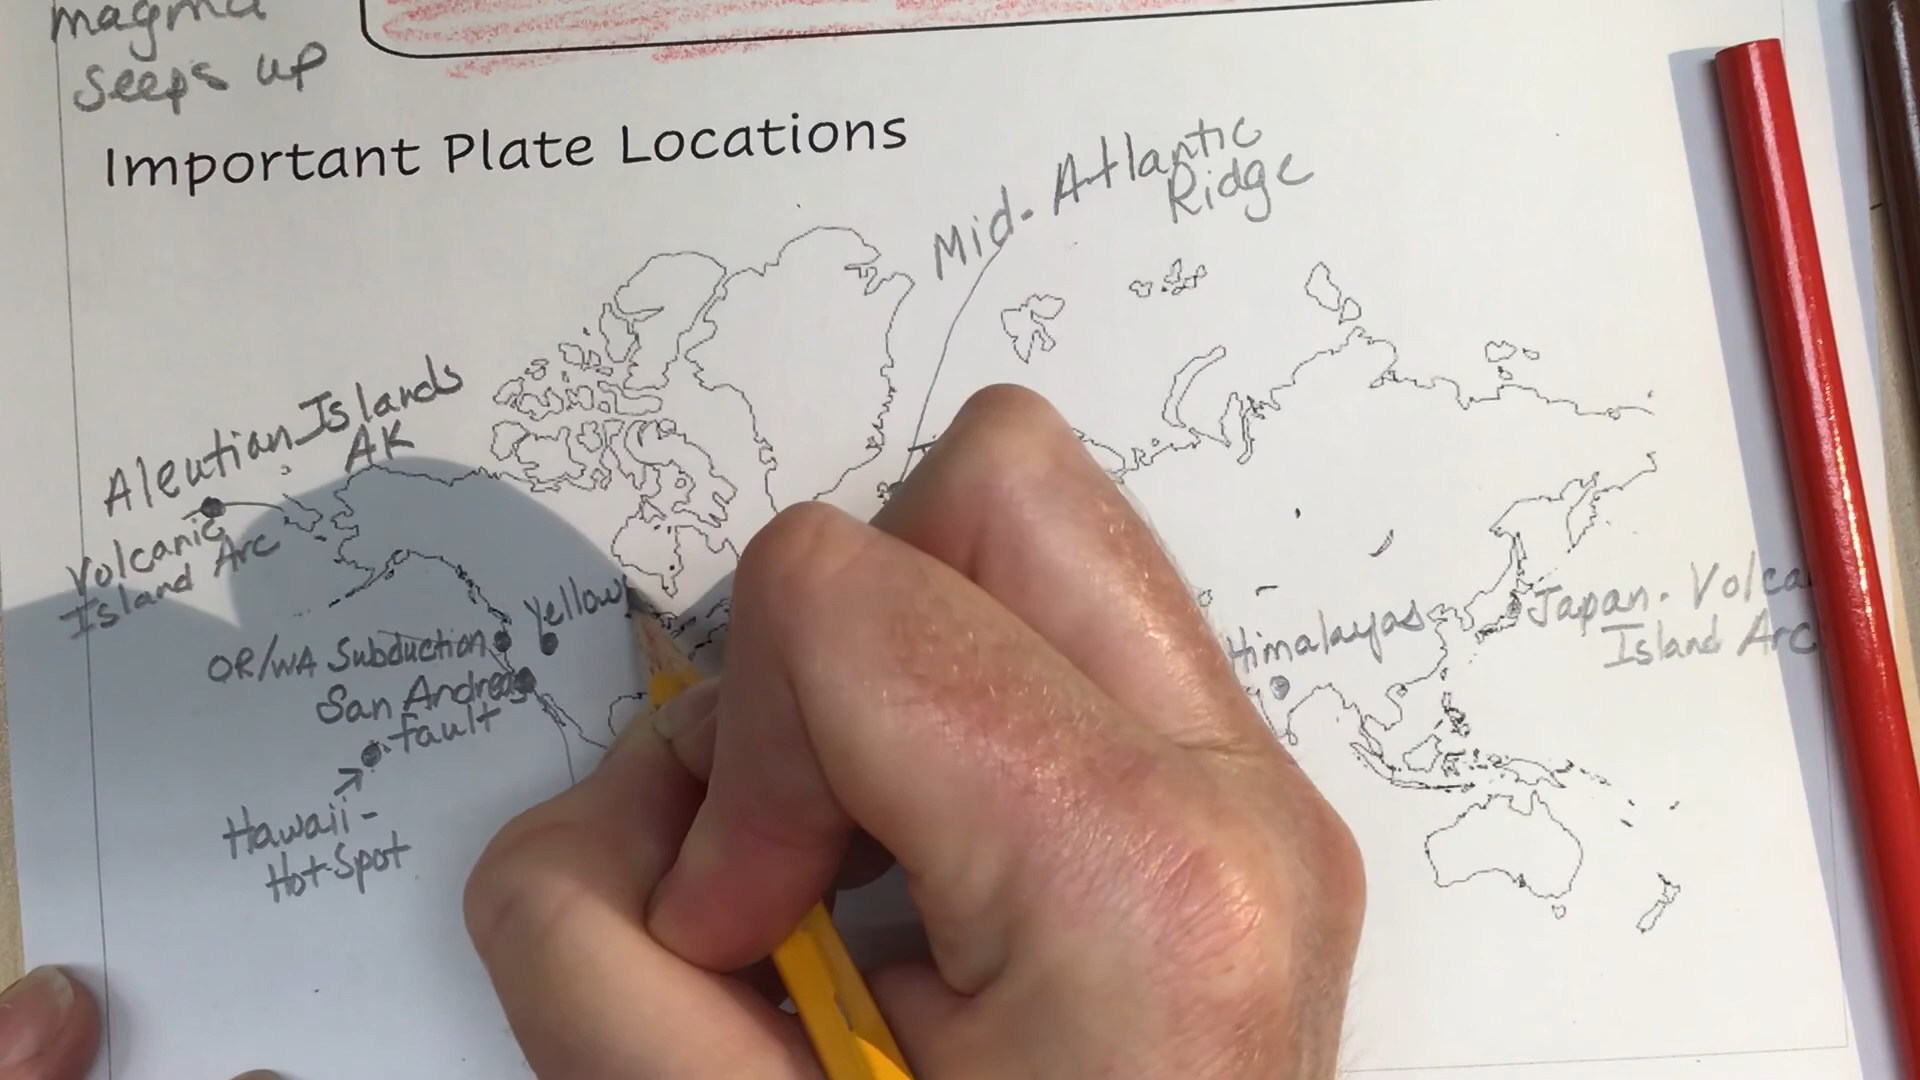 magma
seeps up
Important Plate Locations
Mid-Atlantic
Ridge
Aleutian Islands
AK
Volcanic
Island Arc
Yellow
OR/WA Subduction
San Andreas
fault
Hawaii-
Hot Spot
Himalayas
Japan-
Island Arc